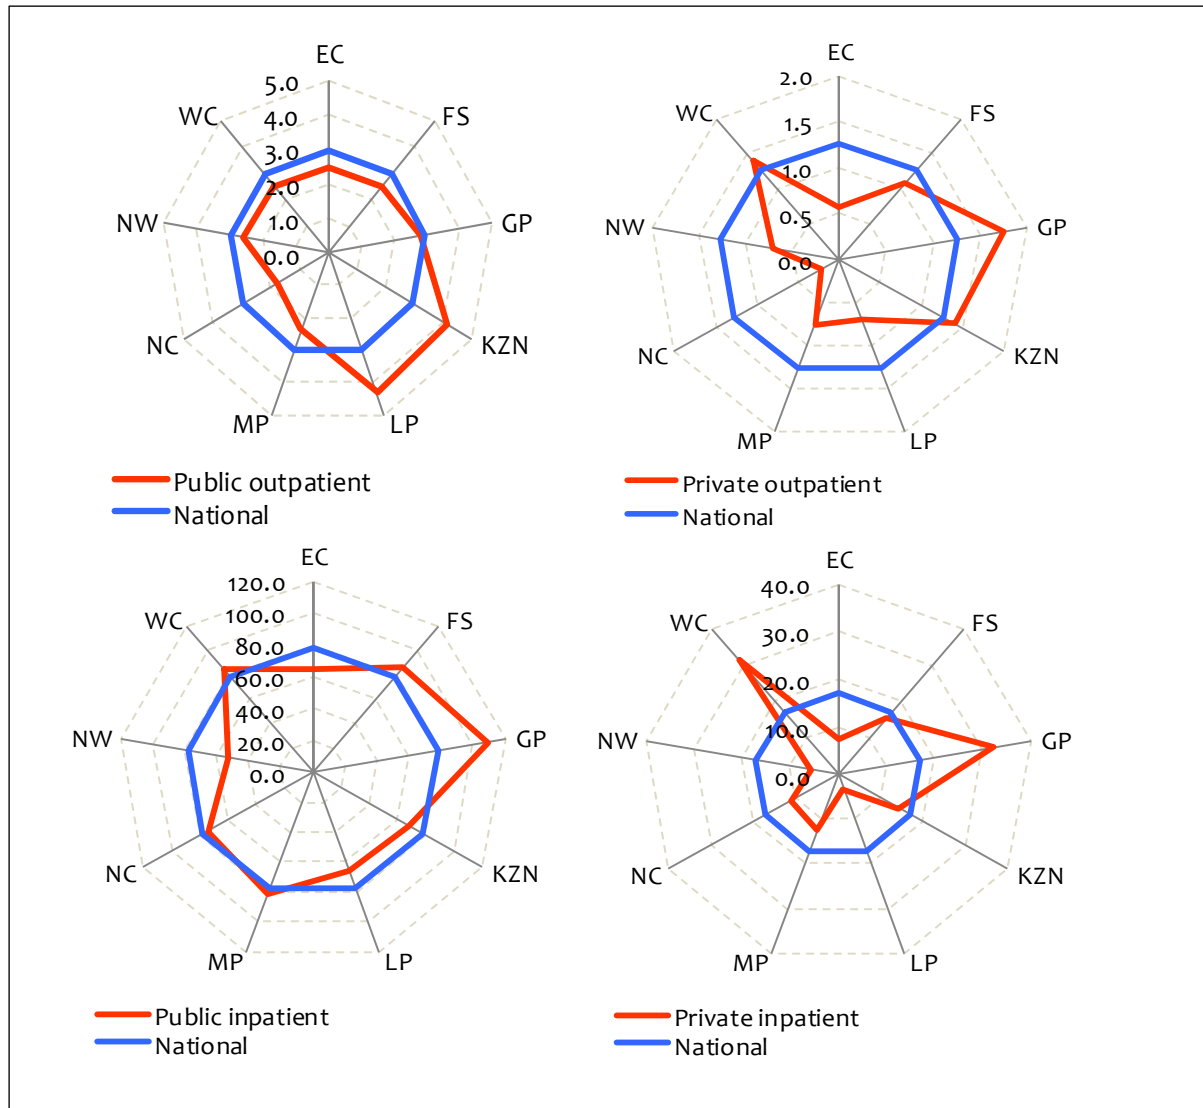 EC
5.0
WC
4.0
FS
3.0
2.0
NW
1.0
GP
0.0
NC
KZN
MP
LP
Public outpatient
National
EC
2.0
WC
1.5
FS
1.0
NW
0.5
GP
0.0
NC
KZN
MP
LP
Private outpatient
National
EC
120.0
WC
100.0
FS
80.0
60.0
NW
40.0
GP
20.0
0.0
NC
KZN
MP
LP
Public inpatient
National
EC
40.0
WC
30.0
FS
20.0
NW
10.0
GP
0.0
NC
KZN
MP
LP
Private inpatient
National